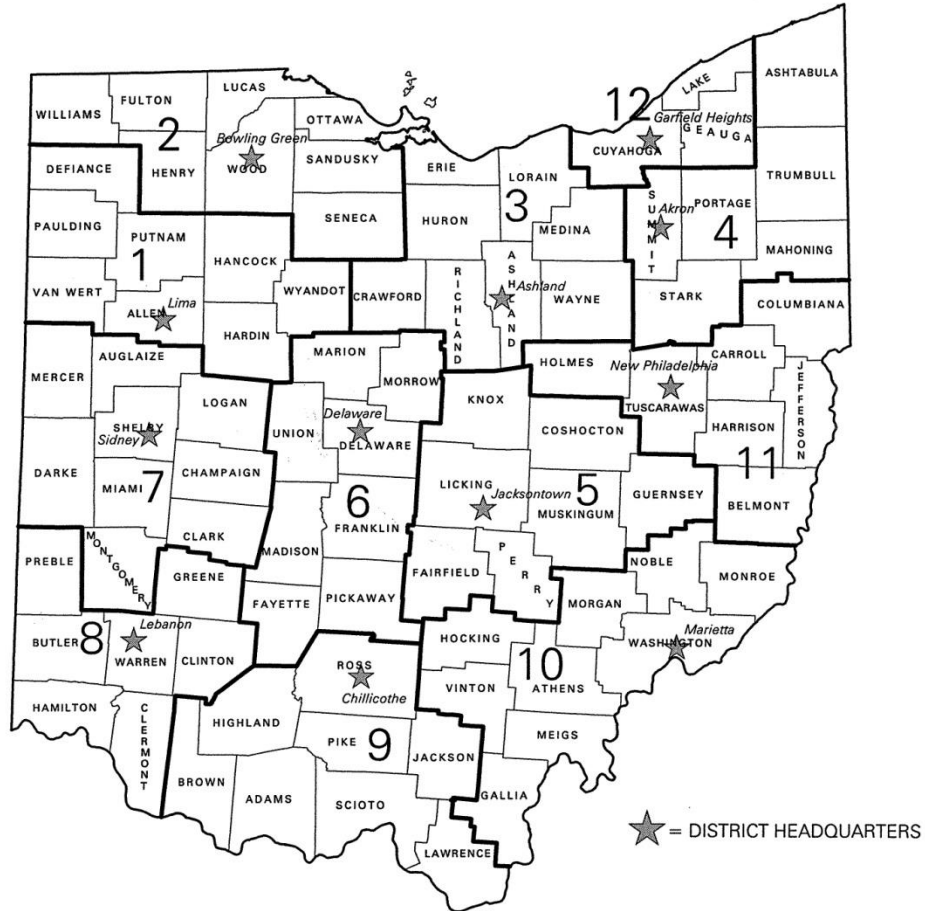 ASHTABULA
LAKE
LUCAS
FULTON
WILLIAMS
2
OTTAWA
12
Garfield Heights
GEAUGA
Bowling Green
WOOD
SANDUSKY
CUYAHOGA
DEFIANCE
HENRY
ERIE
LORAIN
TRUMBULL
SENECA
HURON
3
MEDINA
SUMMIT
Akron
PORTAGE
4
PAULDING
PUTNAM
1
HANCOCK
MAHONING
VAN WERT
WYANDOT
CRAWFORD
RICHLAND
ASHLAND
Ashland
WAYNE
STARK
COLUMBIANA
Lima
ALLEN
HARDIN
MARION
HOLMES
CARROLL
MERCER
AUGLAIZE
MORROW
KNOX
New Philadelphia
TUSCARAWAS
JEFFERSON
LOGAN
UNION
Delaware
DELAWARE
COSHOCTON
HARRISON
SHELBY
Sidney
DARKE
CHAMPAIGN
11
MIAMI
7
6
LICKING
Jacksontown
5
MUSKINGUM
GUERNSEY
BELMONT
FRANKLIN
CLARK
MADISON
PREBLE
MONTGOMERY
GREENE
FAIRFIELD
PERRY
NOBLE
MONROE
FAYETTE
PICKAWAY
MORGAN
Lebanon
BUTLER
8
WARREN
CLINTON
HOCKING
Marietta
WASHINGTON
ROSS
Chillicothe
10
ATHENS
VINTON
HAMILTON
CLERMONT
HIGHLAND
PIKE
9
JACKSON
MEIGS
BROWN
ADAMS
SCIOTO
GALLIA
LAWRENCE
= DISTRICT HEADQUARTERS